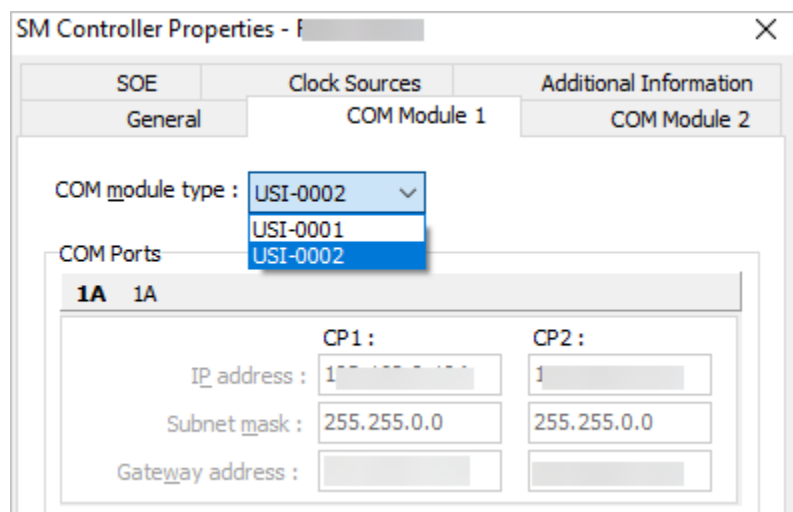 SM Controller Properties -
SOE Clock Sources Additional Information
General COM Module 1 COM Module 2
COM module type : USI-0002
USI-0001
USI-0002
COM Ports
1A 1A
CP1 : CP2 :
IP address :
Subnet mask : 255.255.0.0 255.255.0.0
Gateway address :